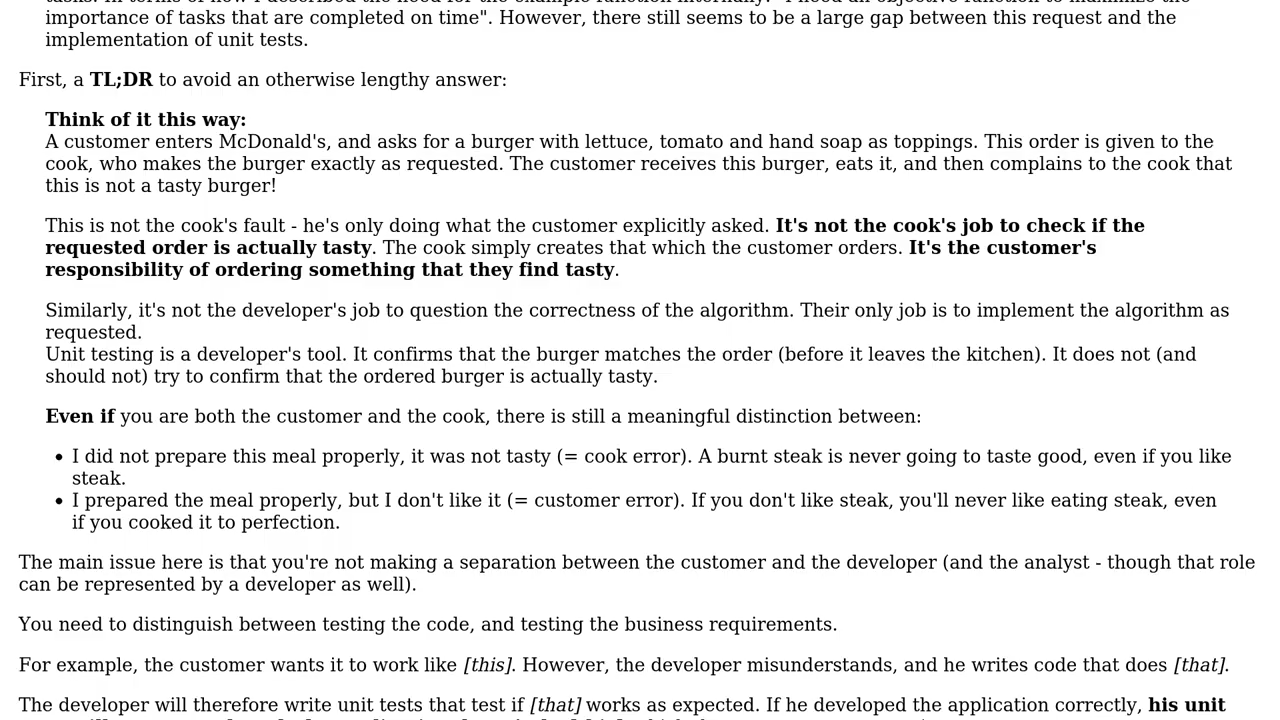 importance of tasks that are completed on time". However, there still seems to be a large gap between this request and the
implementation of unit tests.
First, a TL;DR to avoid an otherwise lengthy answer:
Think of it this way:
A customer enters McDonald's, and asks for a burger with lettuce, tomato and hand soap as toppings. This order is given to the
cook, who makes the burger exactly as requested. The customer receives this burger, eats it, and then complains to the cook that
this is not a tasty burger!
This is not the cook's fault - he's only doing what the customer explicitly asked. It's not the cook's job to check if the
requested order is actually tasty. The cook simply creates that which the customer orders. It's the customer's
responsibility of ordering something that they find tasty.
Similarly, it's not the developer's job to question the correctness of the algorithm. Their only job is to implement the algorithm as
requested.
Unit testing is a developer's tool. It confirms that the burger matches the order (before it leaves the kitchen). It does not (and
should not) try to confirm that the ordered burger is actually tasty.
Even if you are both the customer and the cook, there is still a meaningful distinction between:
• I did not prepare this meal properly, it was not tasty (= cook error). A burnt steak is never going to taste good, even if you like
steak.
• I prepared the meal properly, but I don't like it (= customer error). If you don't like steak, you'll never like eating steak, even
if you cooked it to perfection.
The main issue here is that you're not making a separation between the customer and the developer (and the analyst - though that role
can be represented by a developer as well).
You need to distinguish between testing the code, and testing the business requirements.
For example, the customer wants it to work like [this]. However, the developer misunderstands, and he writes code that does [that].
The developer will therefore write unit tests that test if [that] works as expected. If he developed the application correctly, his unit